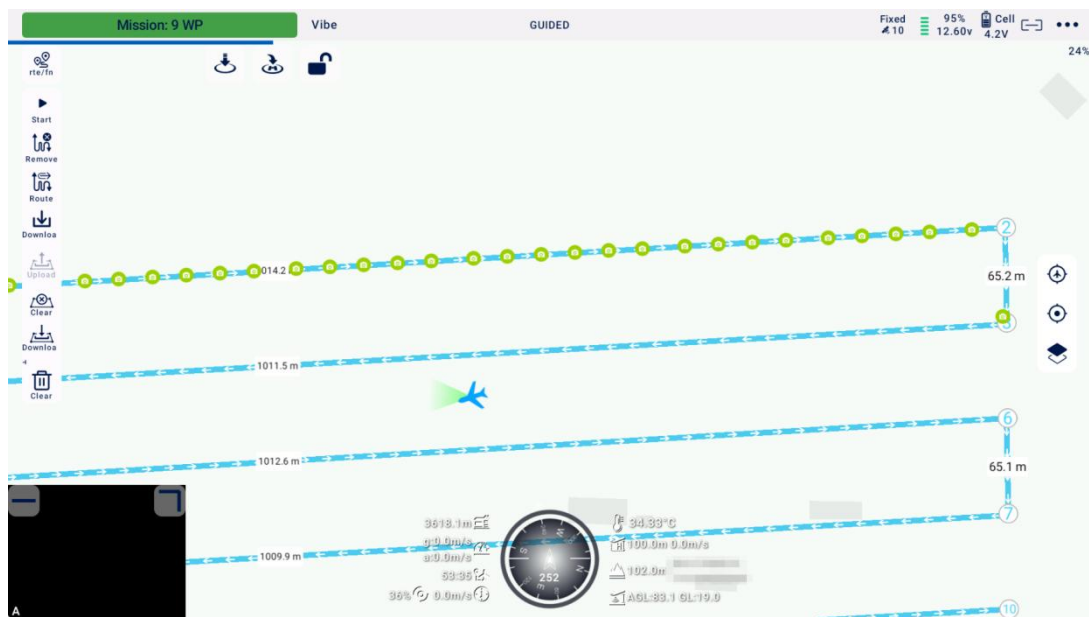 Mission: 9 WP
Vibe
GUIDED
Fixed
10
95%
12.60v
Cell
4.2V
24%
rte/fn
Start
Remove
Route
Downloa
Upload
Clear
Downloa
Clear
2
014.2
65.2 m
3
1011.5 m
6
1012.6 m
65.1 m
7
1009.9 m
10
A
3618.1m
g:0.0m/s
a:0.0m/s
53:35
36%
0.0m/s
W
S
N
E
252
34.33°C
100.0m 0.0m/s
102.0m
AGL:83.1 GL:19.0